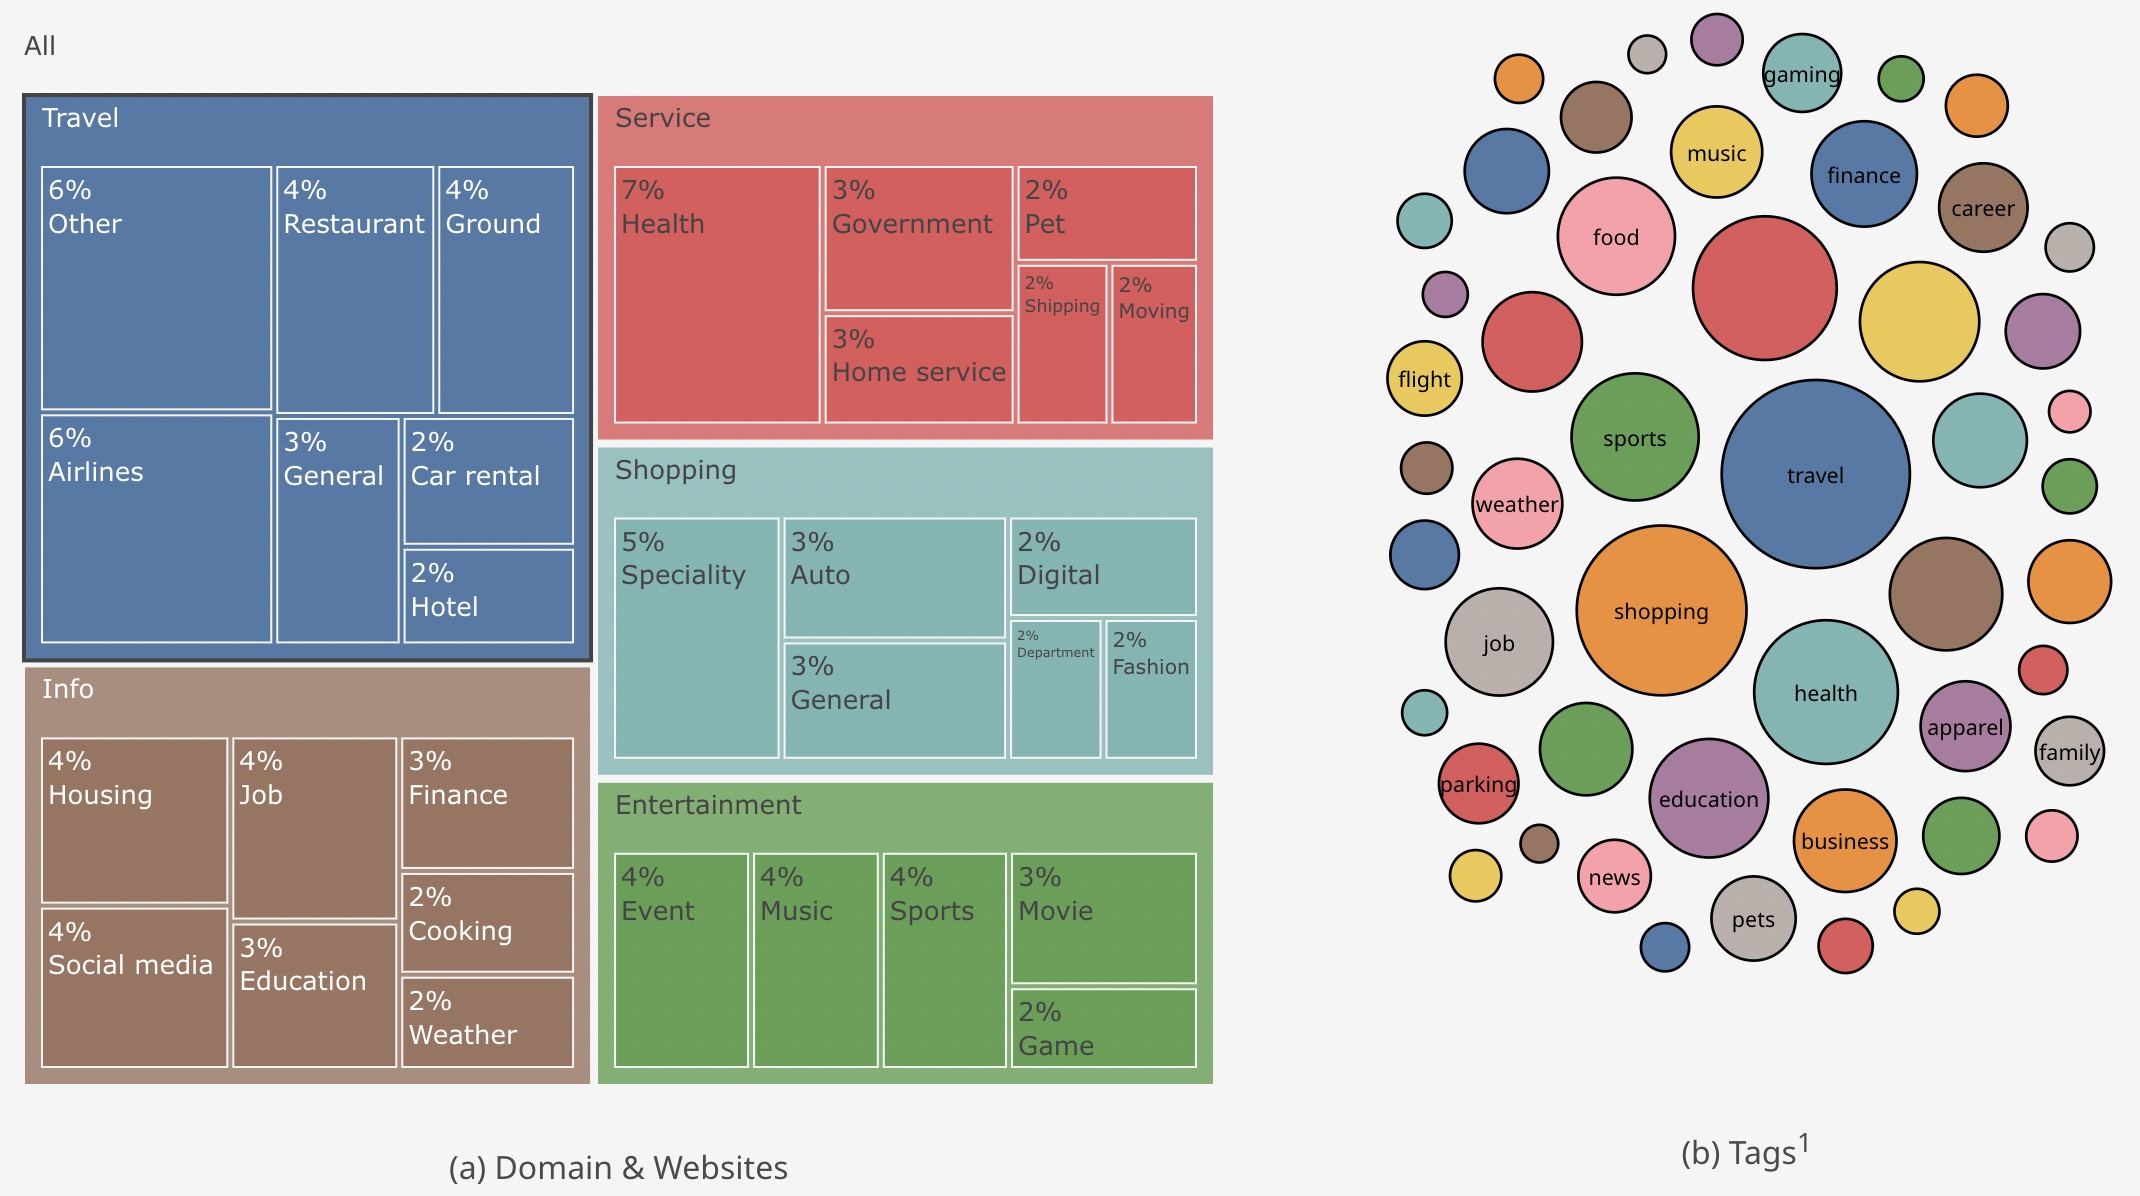 All
Travel
6%
Other
4%
Restaurant
4%
Ground
6%
Airlines
3%
General
2%
Car rental
2%
Hotel
Info
4%
Housing
4%
Social media
4%
Job
3%
Education
3%
Finance
2%
Cooking
2%
Weather
Service
7%
Health
3%
Government
3%
Home service
2%
Pet
2%
Shipping
2%
Moving
Shopping
5%
Speciality
3%
Auto
3%
General
2%
Digital
2%
Department
2%
Fashion
Entertainment
4%
Event
4%
Music
4%
Sports
3%
Movie
2%
Game
(a) Domain & Websites
gaming
music
finance
career
food
flight
sports
travel
weather
shopping
job
health
apparel
family
parking
education
business
news
pets
(b) Tags¹